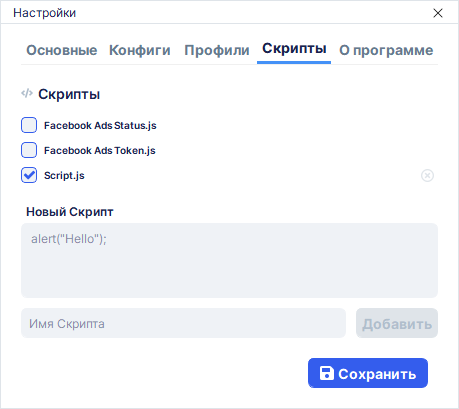 Настройки
Основные Конфиги Профили Скрипты О программе
Скрипты
Facebook Ads Status.js
Facebook Ads Token.js
Script.js
Новый Скрипт
alert("Hello");
Имя Скрипта Добавить
Сохранить